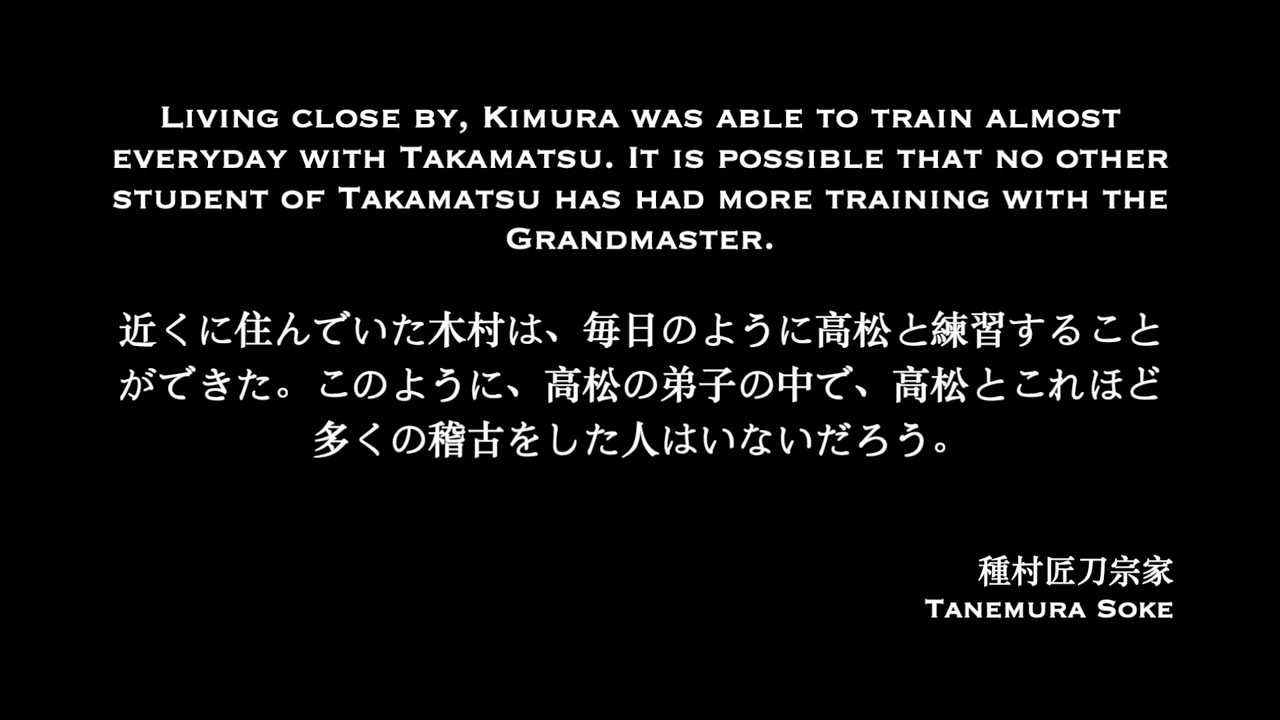 Living close by, Kimura was able to train almost
everyday with Takamatsu. It is possible that no other
student of Takamatsu has had more training with the
Grandmaster.
近くに住んでいた木村は、毎日のように高松と練習すること
ができた。このように、高松の弟子の中で、高松とこれほど
多くの稽古をした人はいないだろう。
種村匠刀宗家
Tanemura Soke